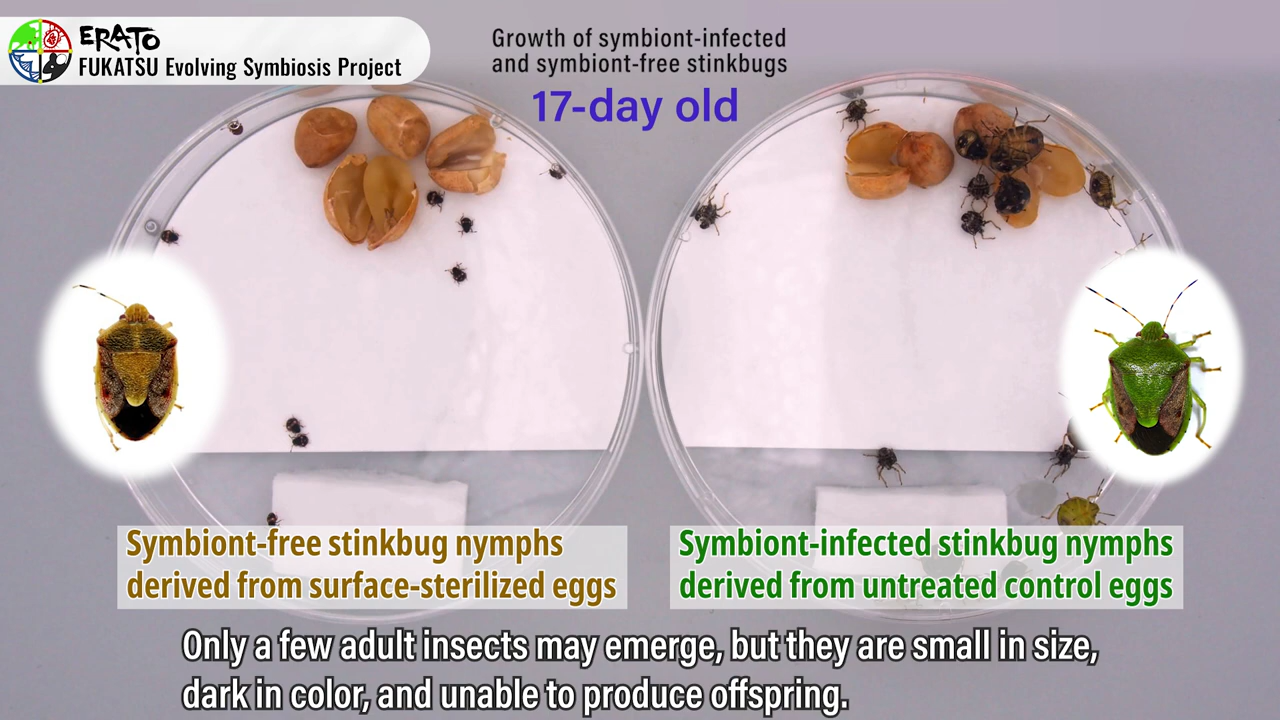 ERATO
FUKATSU Evolving Symbiosis Project
Growth of symbiont-infected
and symbiont-free stinkbugs
17-day old
Symbiont-free stinkbug nymphs
derived from surface-sterilized eggs
Symbiont-infected stinkbug nymphs
derived from untreated control eggs
Only a few adult insects may emerge, but they are small in size,
dark in color, and unable to produce offspring.